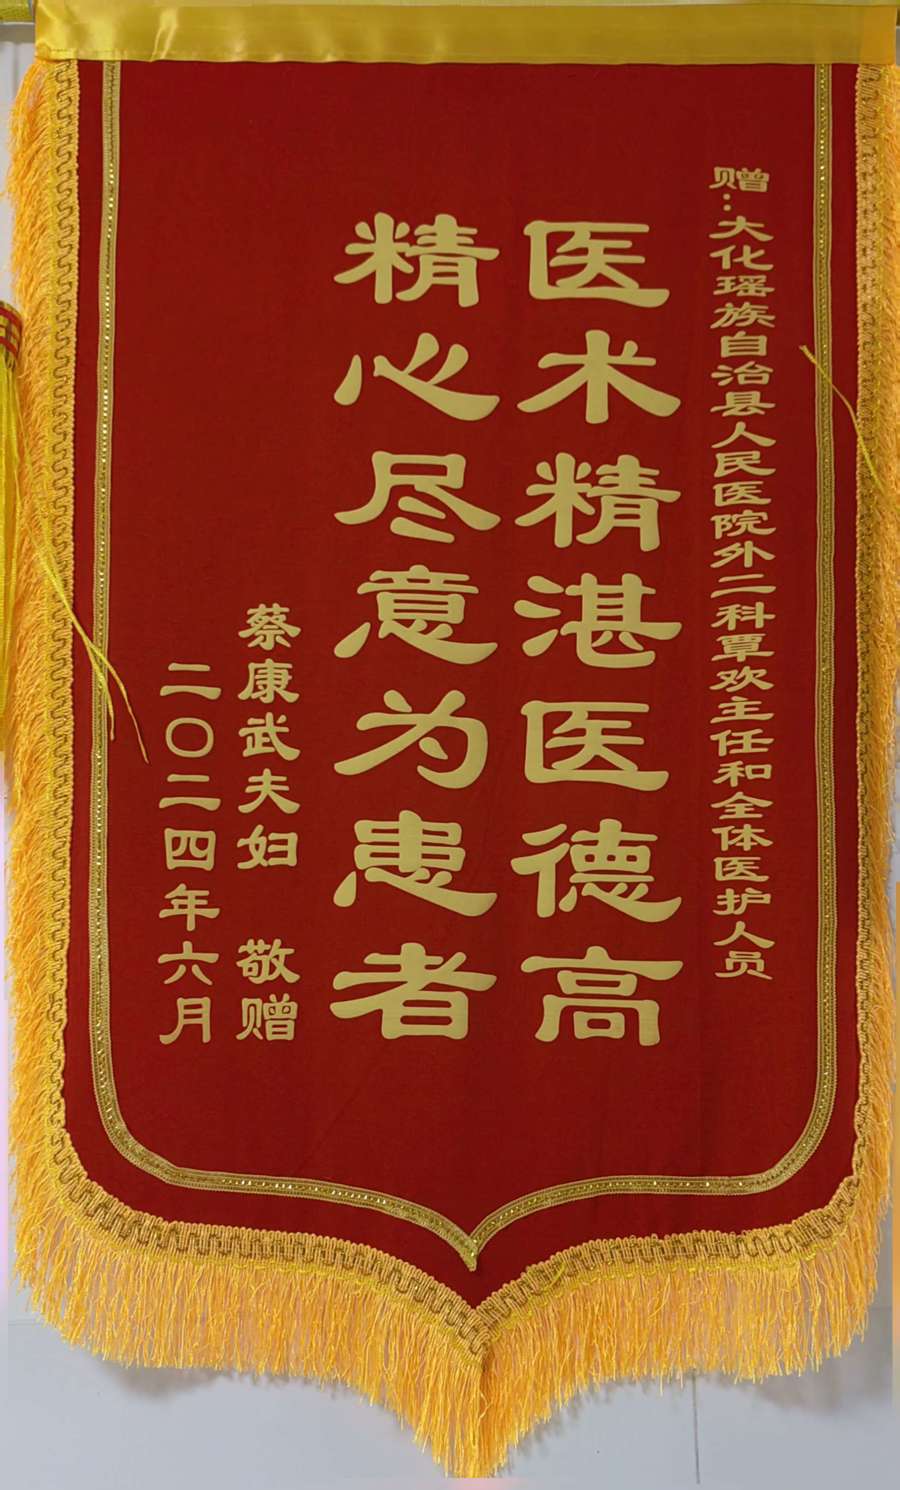 赠：大化瑶族自治县人民医院外二科覃欢主任和全体医护人员
医术精湛医德高
精心尽意为患者
蔡康武夫妇 敬赠
二〇二四年六月